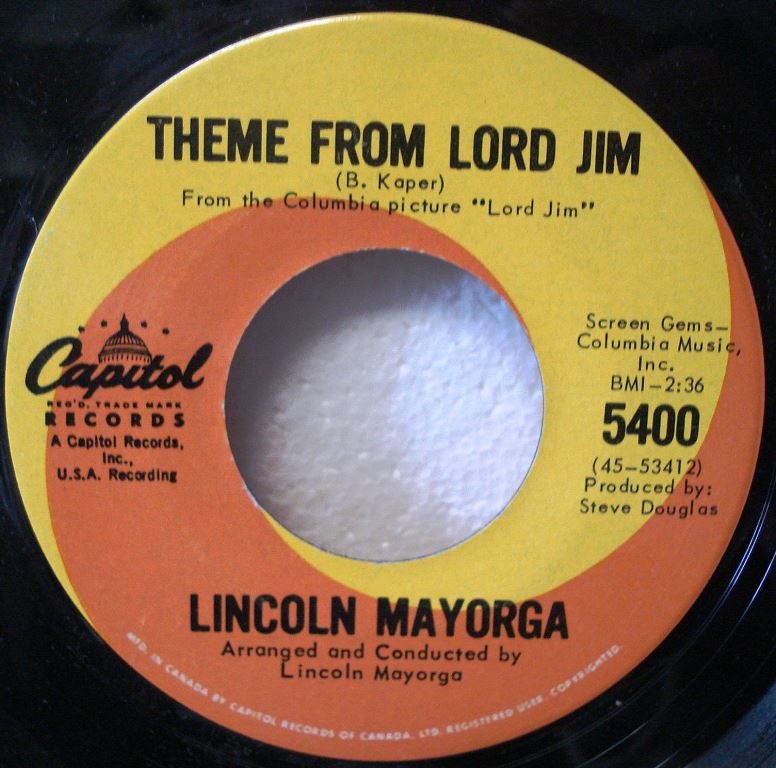 THEME FROM LORD JIM
(B. Kaper)
From the Columbia picture "Lord Jim"
Capitol
REG'D. TRADE MARK
RECORDS
A Capitol Records,
Inc.,
U.S.A. Recording
Screen Gems—
Columbia Music,
Inc.
BMI—2:36
5400
(45—53412)
Produced by:
Steve Douglas
LINCOLN MAYORGA
Arranged and Conducted by
Lincoln Mayorga
MFD. IN CANADA BY CAPITOL RECORDS OF CANADA, LTD. REGISTERED USER. COPYRIGHTED.